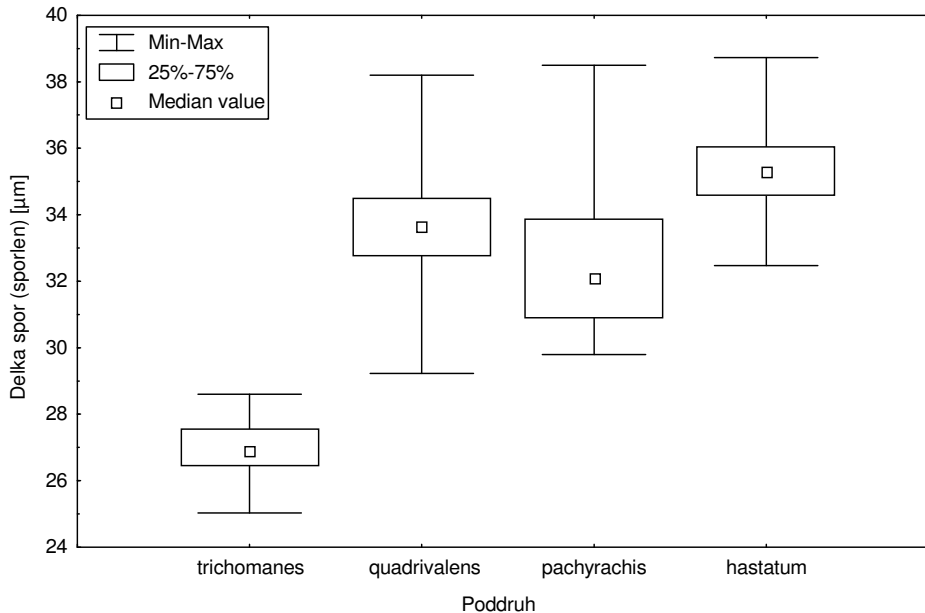 40
38
36
34
32
30
28
26
24
Delka spor (sporlen) [µm]
Min-Max
25%-75%
Median value
trichomanes quadrivalens pachyrachis hastatum
Poddruh